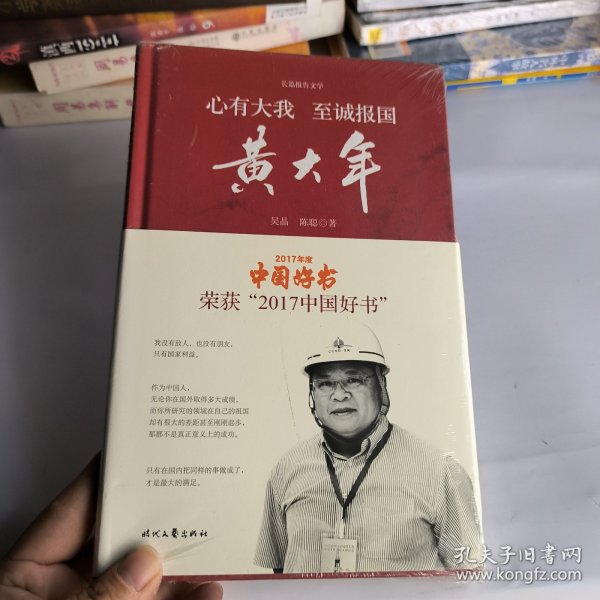 长篇报告文学
心有大我 至诚报国
黄大年
吴晶 陈聪◎著
2017年度
中国好书
荣获“2017中国好书”
我没有敌人，也没有朋友，
只有国家利益。
作为中国人，
无论你在国外取得多大成绩，
而你所研究的领域在自己的祖国
却有很大的差距甚至刚刚起步，
那都不是真正意义上的成功。
只有在国内把同样的事做成了，
才是最大的满足。
时代文艺出版社
孔夫子旧书网
www.kongfz.com